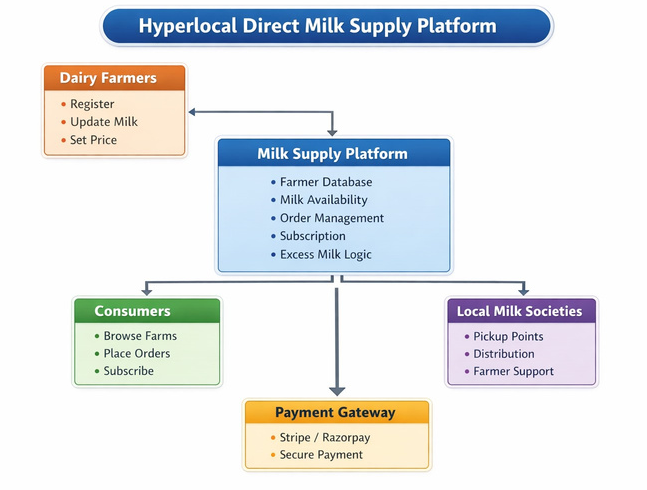 Hyperlocal Direct Milk Supply Platform
Dairy Farmers
• Register
• Update Milk
• Set Price
Milk Supply Platform
• Farmer Database
• Milk Availability
• Order Management
• Subscription
• Excess Milk Logic
Consumers
• Browse Farms
• Place Orders
• Subscribe
Local Milk Societies
• Pickup Points
• Distribution
• Farmer Support
Payment Gateway
• Stripe / Razorpay
• Secure Payment